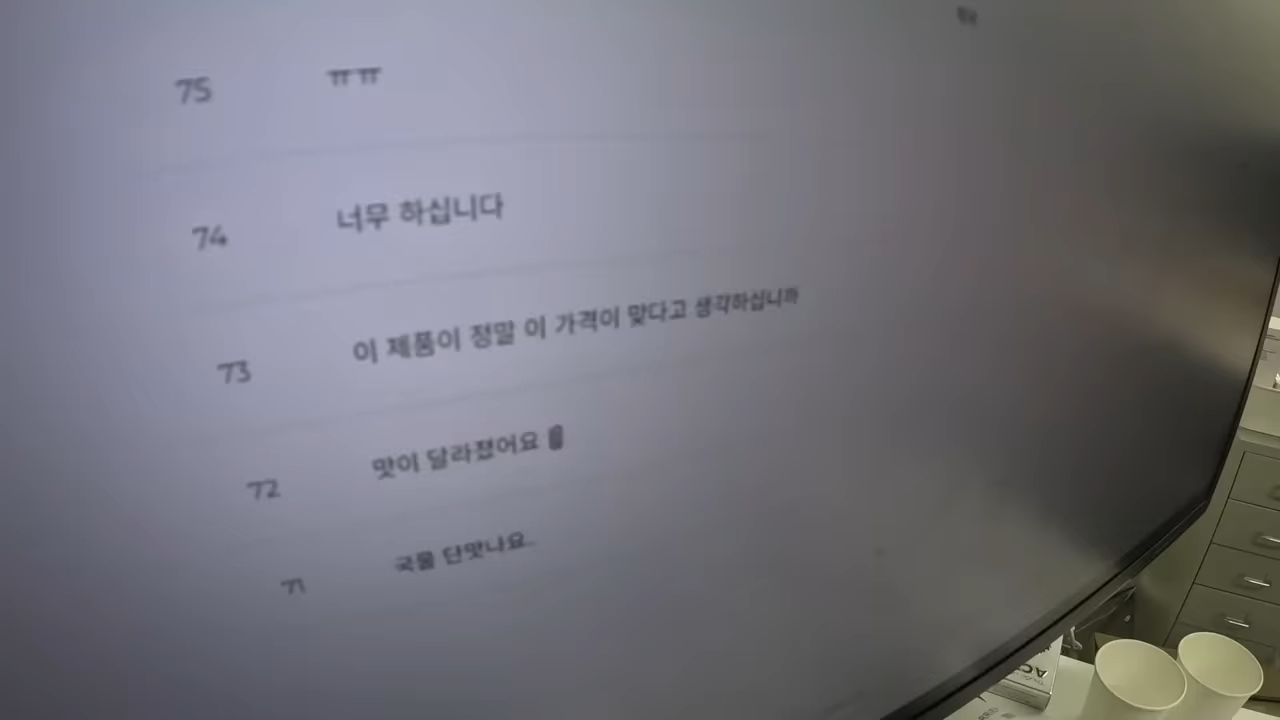 75 ㅠㅠ
74 너무 하십니다
73 이 제품이 정말 이 가격이 맞다고 생각하십니까
72 맛이 달라졌어요
71 국물 단맛나요..